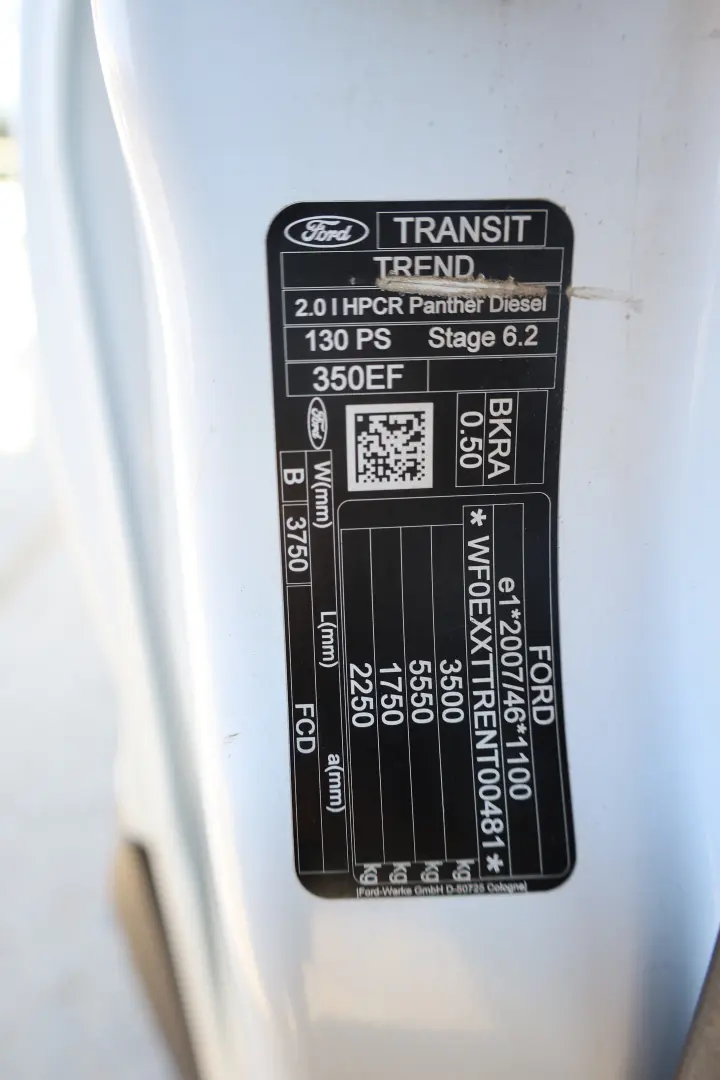 Ford TRANSIT
TREND
2.0 l HPCR Panther Diesel
130 PS Stage 6.2
350EF
Ford
BKRA
0.50
FORD
e1*2007/46*1100
* WF0EXXTTRENT00481 *
3500 kg
5550 kg
1750 kg
2250 kg
W(mm) L(mm) a(mm)
B 3750 FCD
Ford-Werke GmbH D-50725 Cologne